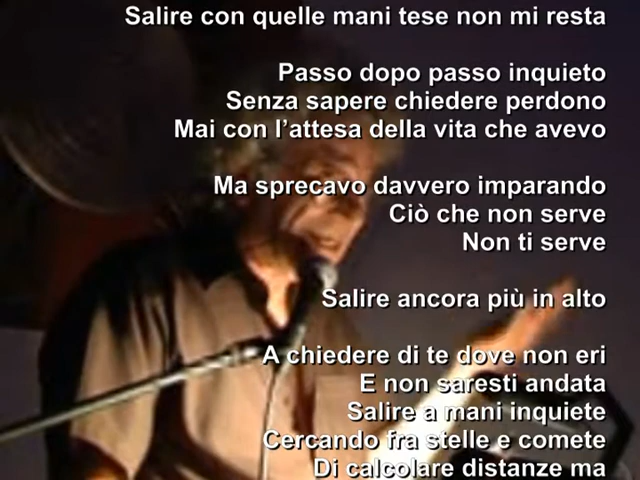 Salire con quelle mani tese non mi resta
Passo dopo passo inquieto
Senza sapere chiedere perdono
Mai con l’attesa della vita che avevo
Ma sprecavo davvero imparando
Ciò che non serve
Non ti serve
Salire ancora più in alto
A chiedere di te dove non eri
E non saresti andata
Salire a mani inquiete
Cercando fra stelle e comete
Di calcolare distanze ma